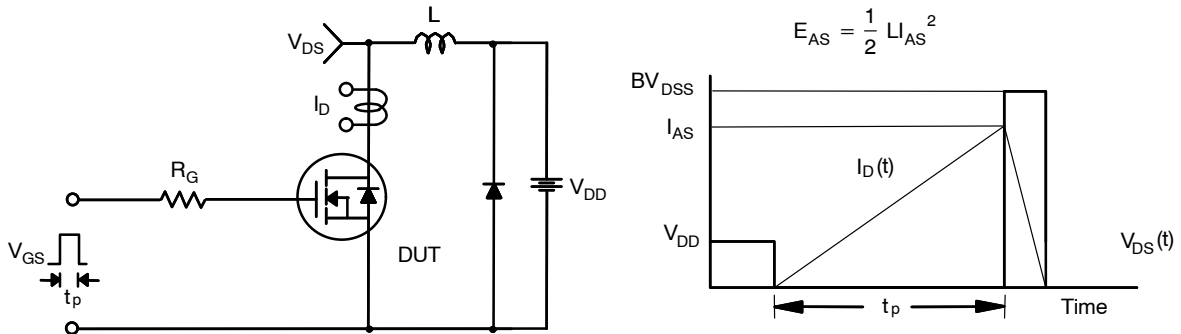 V_DS
L
I_D
R_G
V_DD
V_GS
t_p
DUT
E_AS = 1/2 LI_AS^2
BV_DSS
I_AS
I_D(t)
V_DD
V_DS(t)
t_p
Time